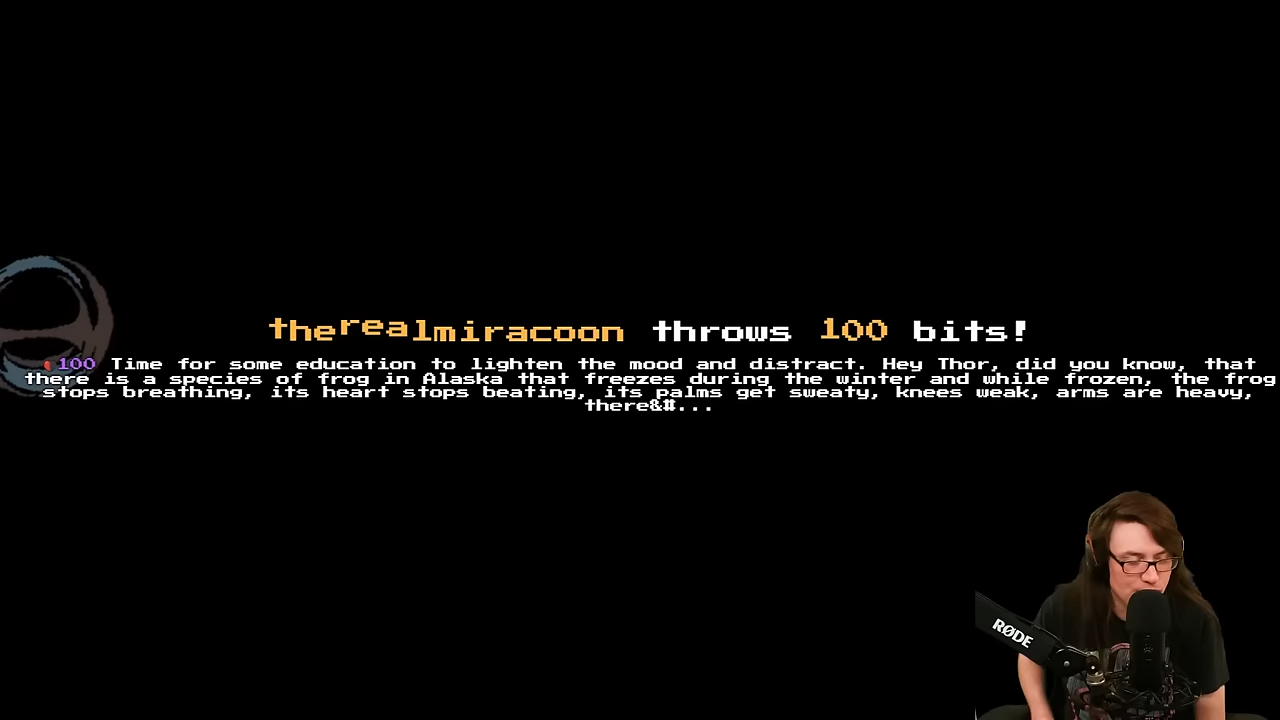 therealmiracoon throws 100 bits!
100 Time for some education to lighten the mood and distract. Hey Thor, did you know, that
there is a species of frog in Alaska that freezes during the winter and while frozen, the frog
stops breathing, its heart stops beating, its palms get sweaty, knees weak, arms are heavy,
there&#...
RØDE